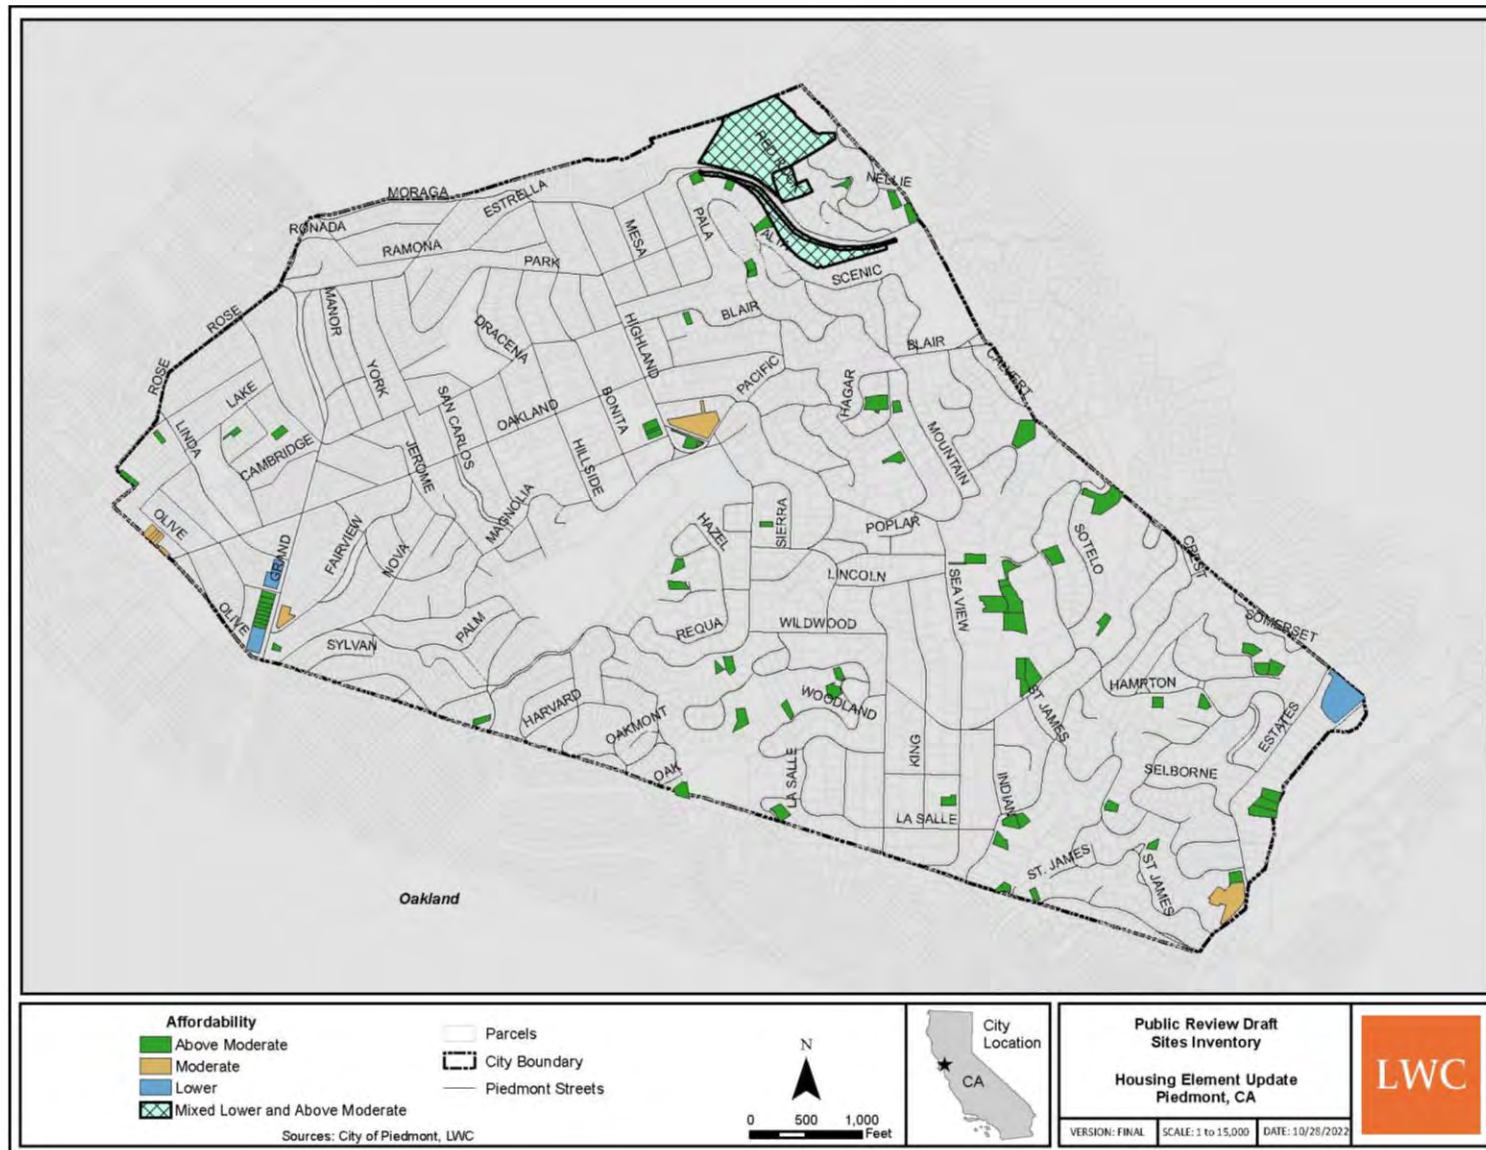 RED ROCK
NELLIE
MORAGA
ESTRELLA
RONADA
RAMONA
MESA
PALA
ALTA
PARK
SCENIC
ROSE
ROSE
MANOR
DRACENA
HIGHLAND
BLAIR
BLAIR
CALVERT
YORK
LAKE
LINDA
CAMBRIDGE
SAN CARLOS
OAKLAND
BONITA
PACIFIC
HAGAR
MOUNTAIN
JEROME
HILLSIDE
MAGNOLIA
OLIVE
GRAND
FAIRVIEW
NOVA
HAZEL
SIERRA
POPLAR
SOTELO
CREST
LINCOLN
SEA VIEW
OLIVE
SYLVAN
PALM
REQUA
WILDWOOD
SOMERSET
HARVARD
OAKMONT
WOODLAND
HAMPTON
ST JAMES
ESTATES
OAK
LA SALLE
KING
INDIAN
SELBORNE
LA SALLE
ST. JAMES
ST JAMES
Oakland
Affordability
Above Moderate
Moderate
Lower
Mixed Lower and Above Moderate
Parcels
City Boundary
Piedmont Streets
Sources: City of Piedmont, LWC
N
0 500 1,000
Feet
City
Location
CA
Public Review Draft
Sites Inventory
Housing Element Update
Piedmont, CA
VERSION: FINAL SCALE: 1 to 15,000 DATE: 10/28/2022
LWC